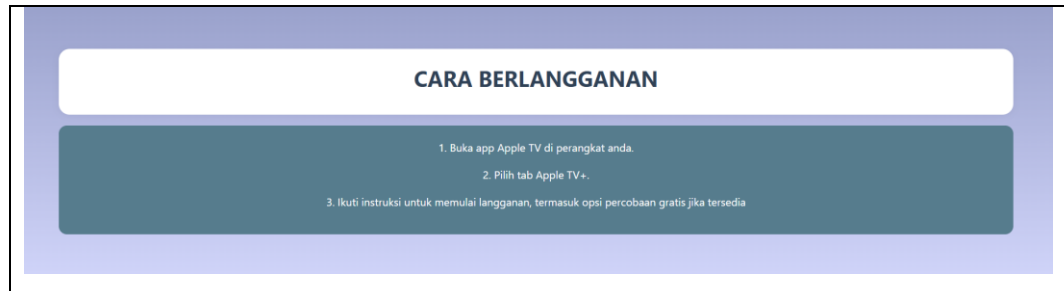 CARA BERLANGGANAN
1. Buka app Apple TV di perangkat anda.
2. Pilih tab Apple TV+.
3. Ikuti instruksi untuk memulai langganan, termasuk opsi percobaan gratis jika tersedia